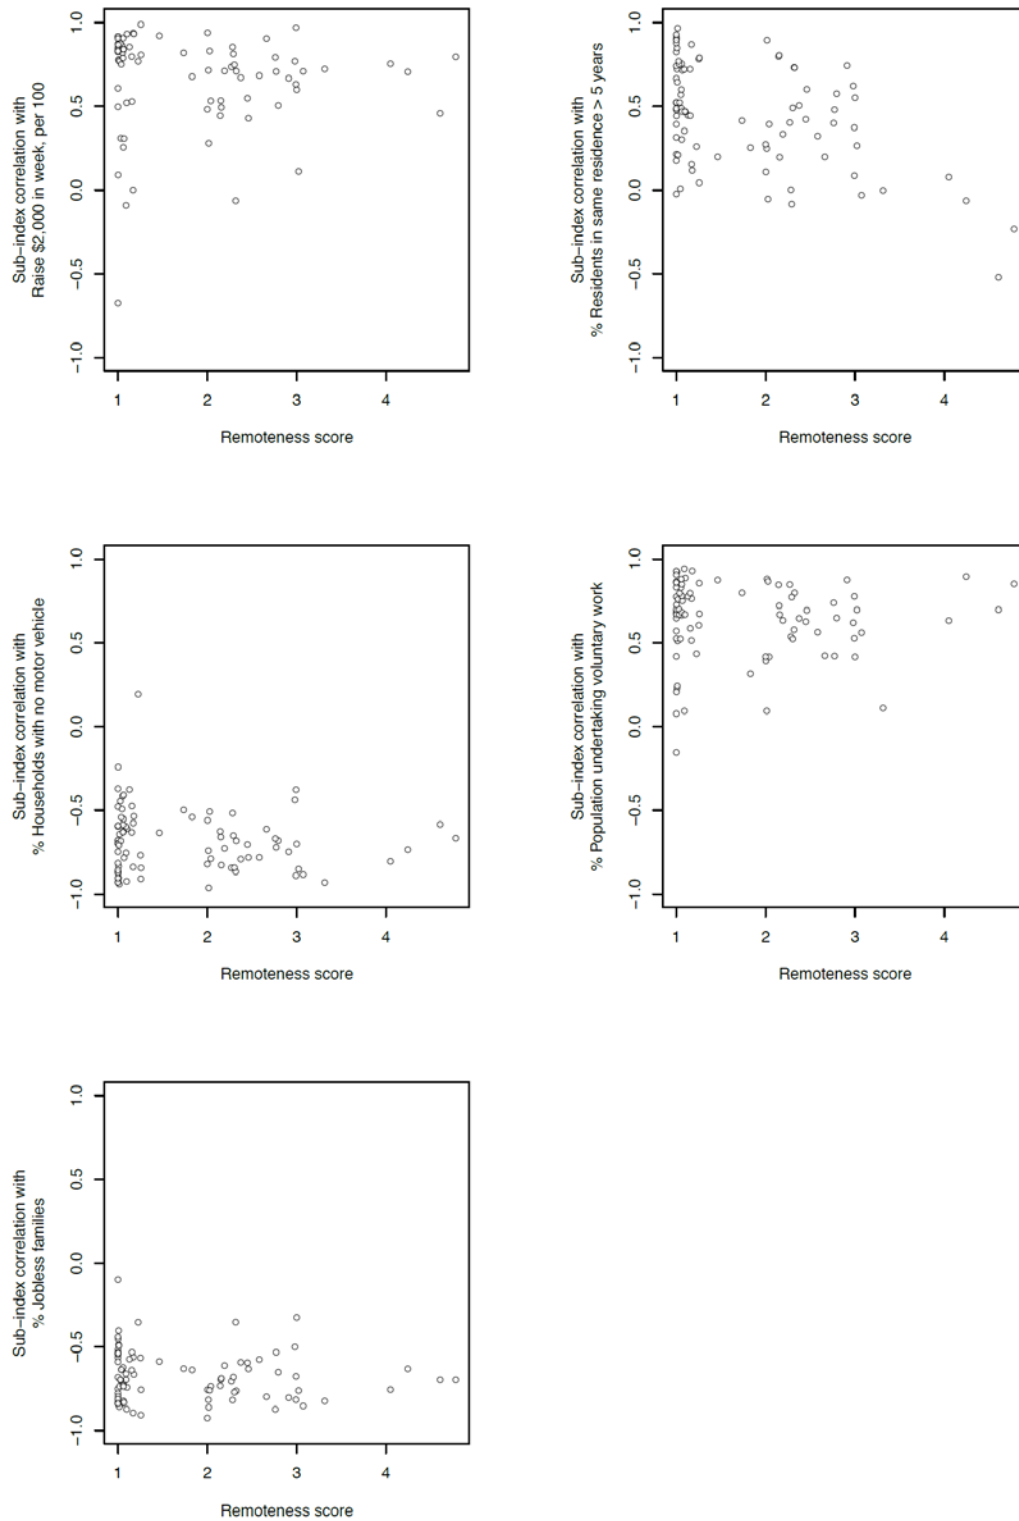 Sub-index correlation with
Raise $2,000 in week, per 100
1.0
0.5
0.0
-0.5
-1.0
1 2 3 4
Remoteness score
Sub-index correlation with
% Residents in same residence > 5 years
1.0
0.5
0.0
-0.5
-1.0
1 2 3 4
Remoteness score
Sub-index correlation with
% Households with no motor vehicle
1.0
0.5
0.0
-0.5
-1.0
1 2 3 4
Remoteness score
Sub-index correlation with
% Population undertaking voluntary work
1.0
0.5
0.0
-0.5
-1.0
1 2 3 4
Remoteness score
Sub-index correlation with
% Jobless families
1.0
0.5
0.0
-0.5
-1.0
1 2 3 4
Remoteness score